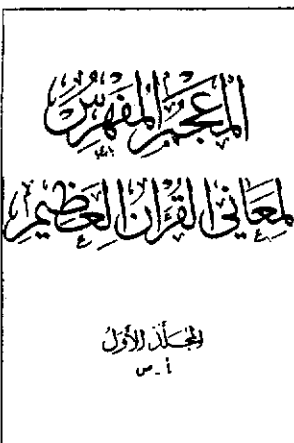 المعجم المفهرس
لمعاني القرآن العظيم
المجلد الأول
أ - ص